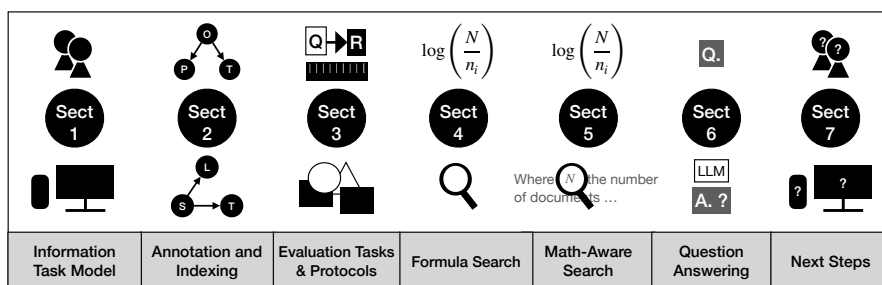 O
P
T
Q
R
log(N/n_i)
log(N/n_i)
Q.
?
?
Sect
1
Sect
2
Sect
3
Sect
4
Sect
5
Sect
6
Sect
7
L
S
T
Where N the number
of documents ...
LLM
A. ?
?
?
Information
Task Model
Annotation and
Indexing
Evaluation Tasks
& Protocols
Formula Search
Math-Aware
Search
Question
Answering
Next Steps